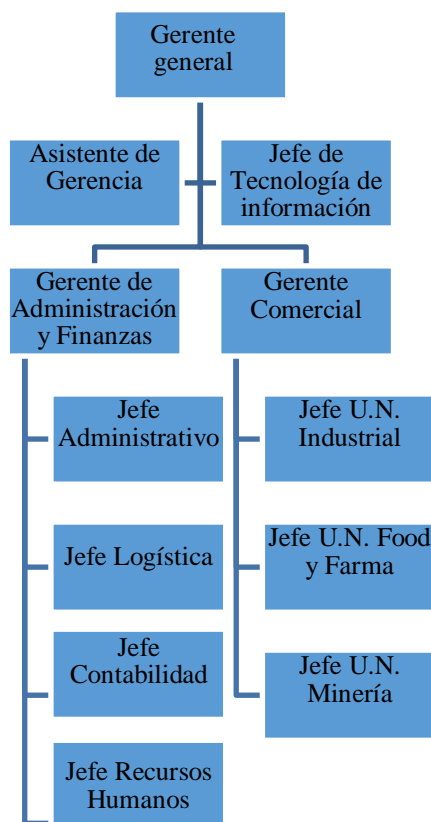 Gerente
general
Asistente de
Gerencia
Jefe de
Tecnología de
información
Gerente de
Administración
y Finanzas
Gerente
Comercial
Jefe
Administrativo
Jefe Logística
Jefe
Contabilidad
Jefe Recursos
Humanos
Jefe U.N.
Industrial
Jefe U.N. Food
y Farma
Jefe U.N.
Minería